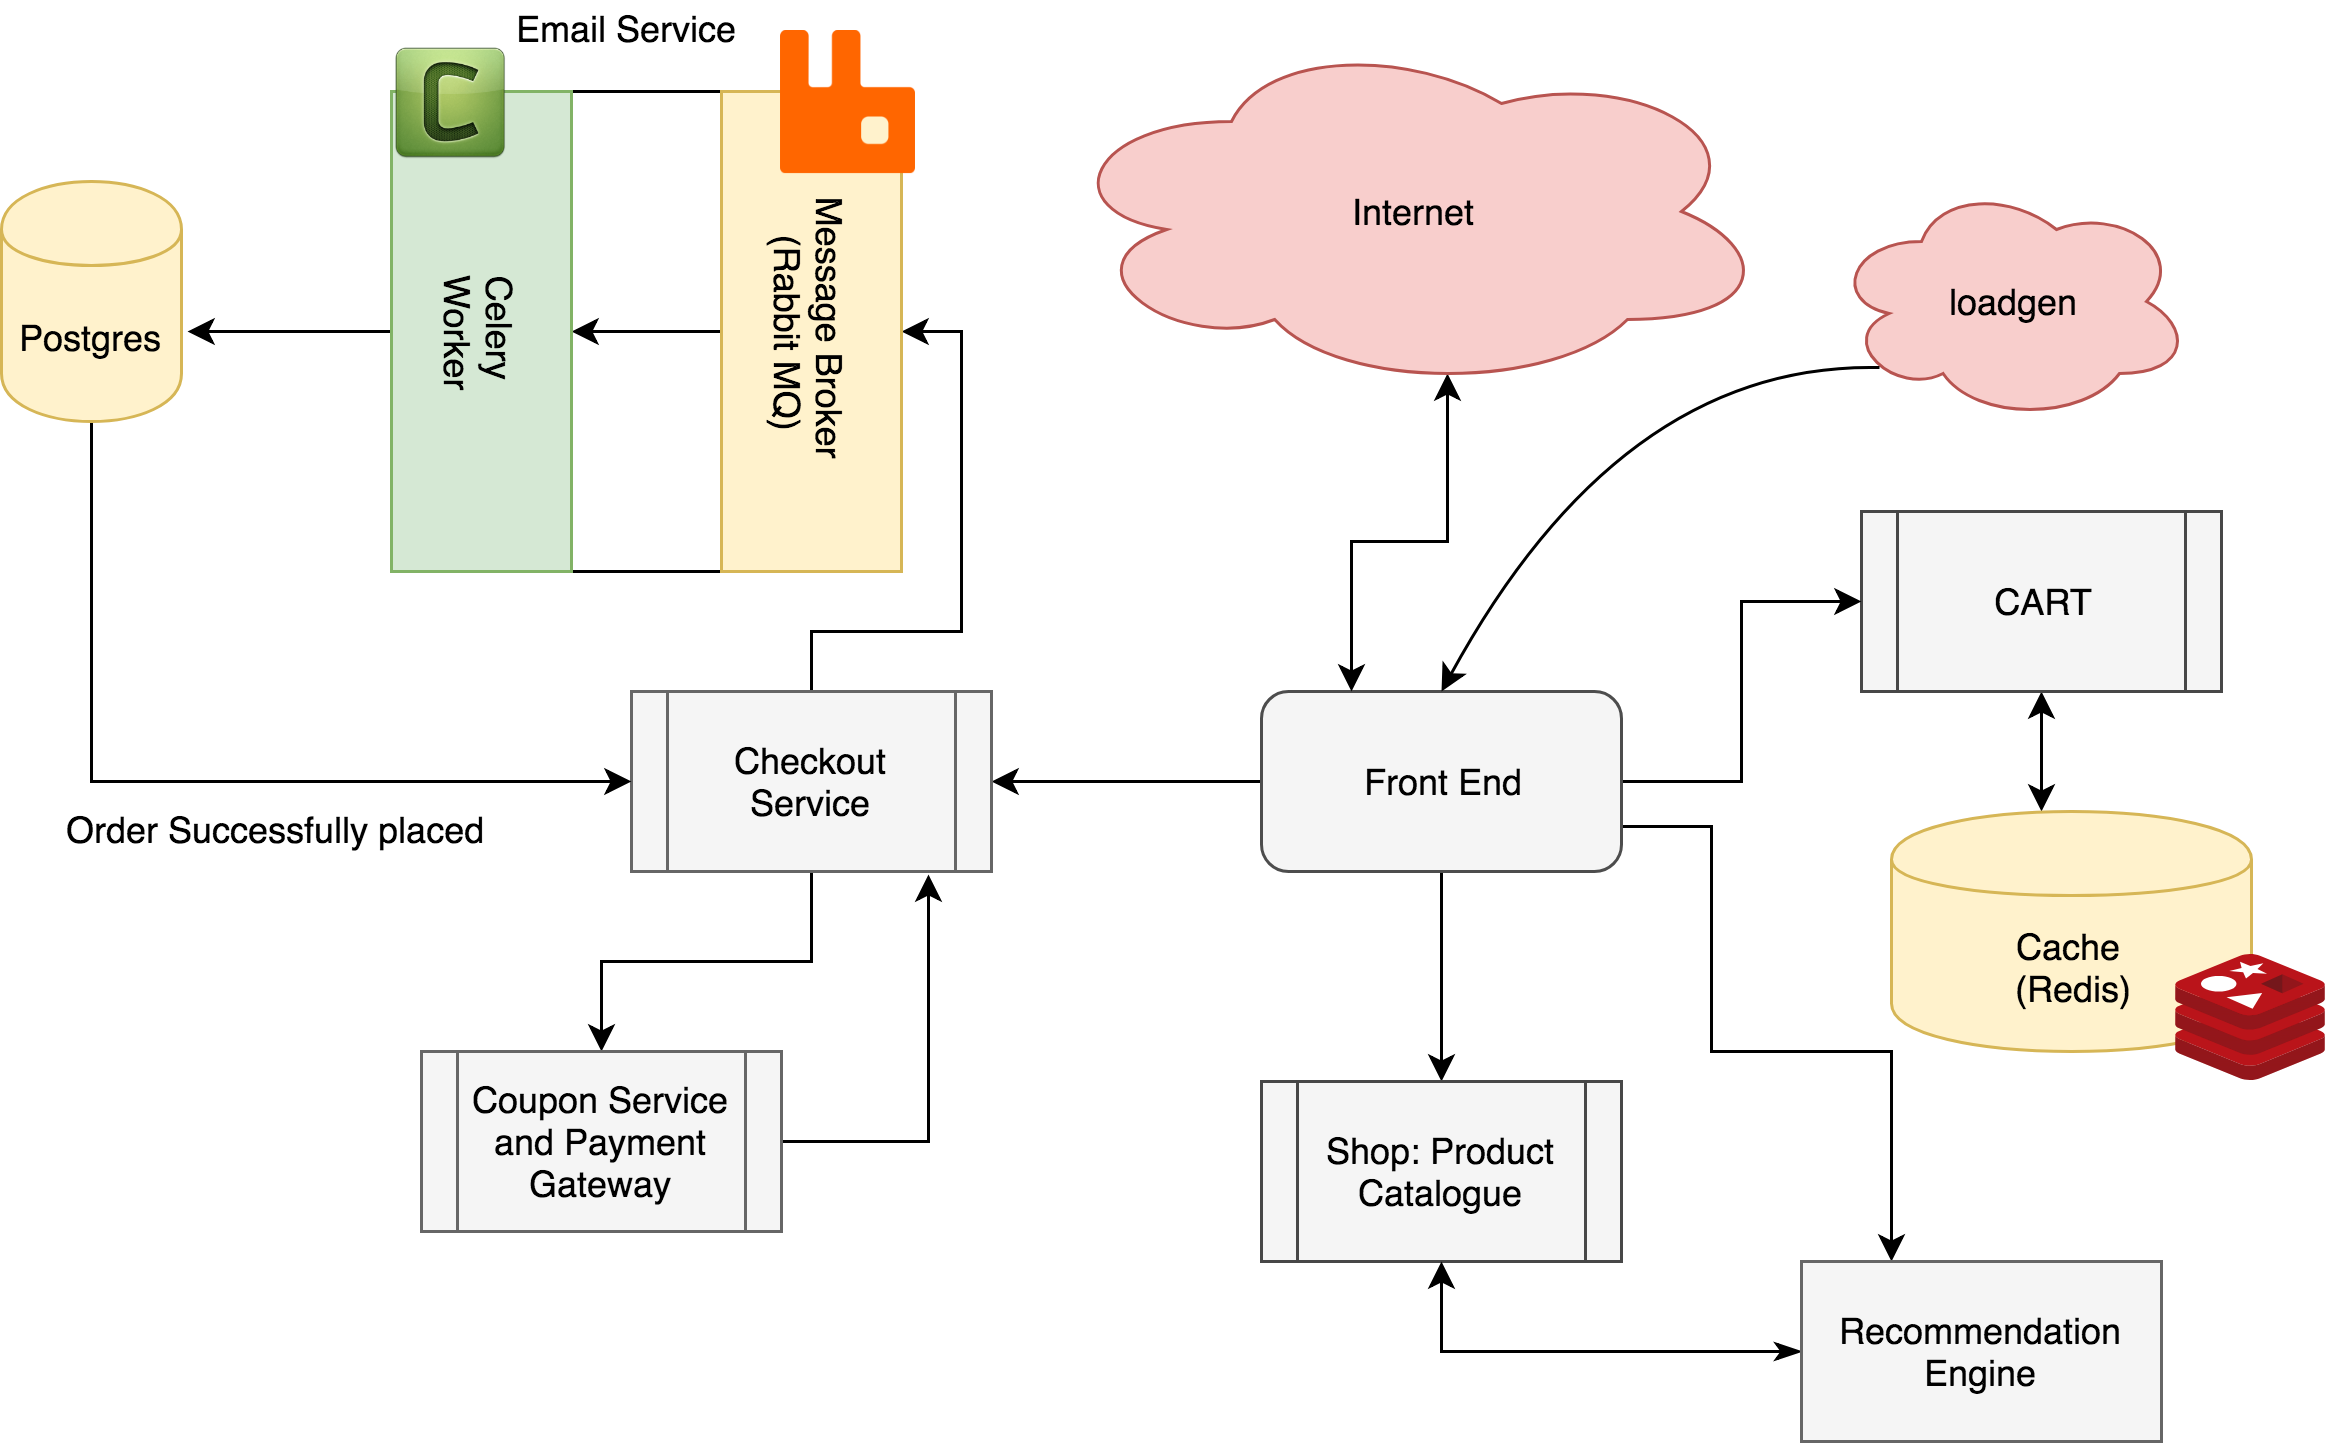 Email Service
C
Internet
loadgen
Postgres
Celery
Worker
Message Broker
(Rabbit MQ)
CART
Checkout
Service
Front End
Order Successfully placed
Cache
(Redis)
Coupon Service
and Payment
Gateway
Shop: Product
Catalogue
Recommendation
Engine